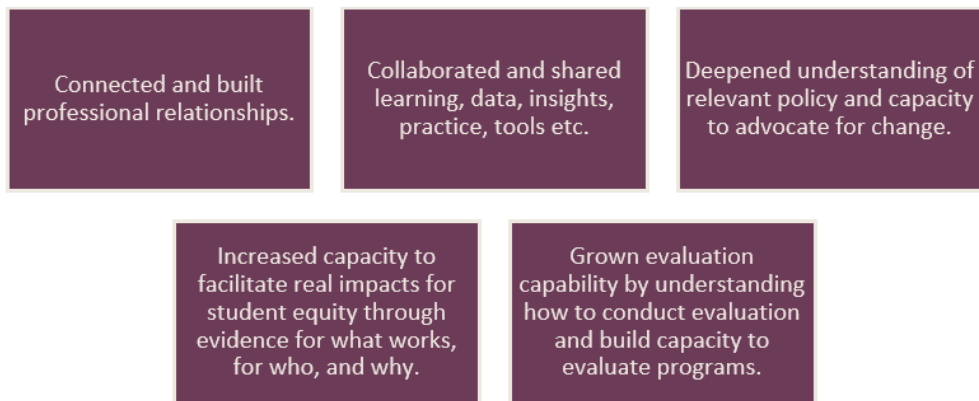 Connected and built
professional relationships.
Collaborated and shared
learning, data, insights,
practice, tools etc.
Deepened understanding of
relevant policy and capacity
to advocate for change.
Increased capacity to
facilitate real impacts for
student equity through
evidence for what works,
for who, and why.
Grown evaluation
capability by understanding
how to conduct evaluation
and build capacity to
evaluate programs.